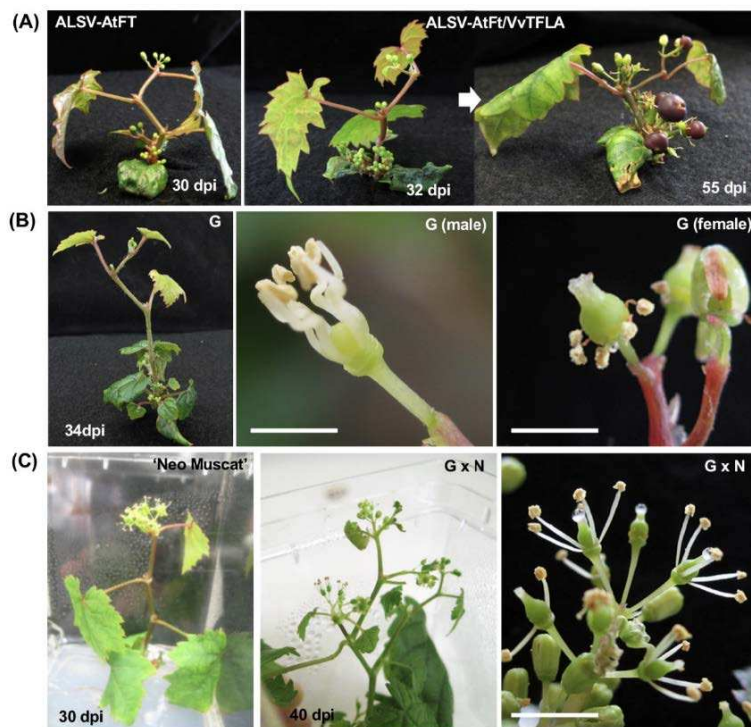 (A)
ALSV-AtFT
30 dpi
ALSV-AtFt/VvTFLA
32 dpi
55 dpi
(B)
G
34dpi
G (male)
G (female)
(C)
'Neo Muscat'
30 dpi
G x N
40 dpi
G x N